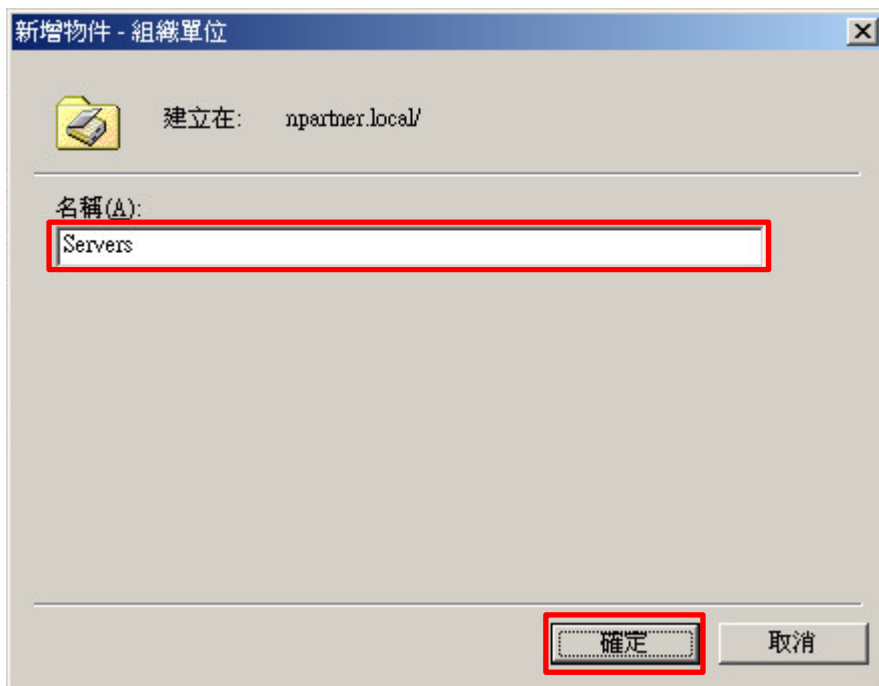 新增物件 - 組織單位
建立在: npartner.local/
名稱(A):
Servers
確定 取消